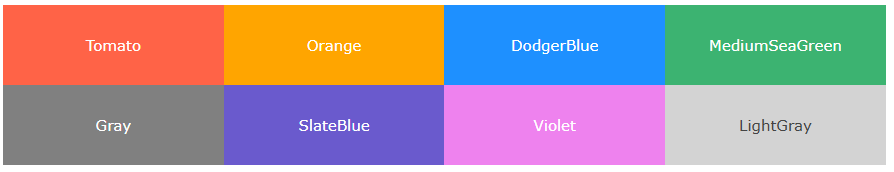 Tomato Orange DodgerBlue MediumSeaGreen
Gray SlateBlue Violet LightGray